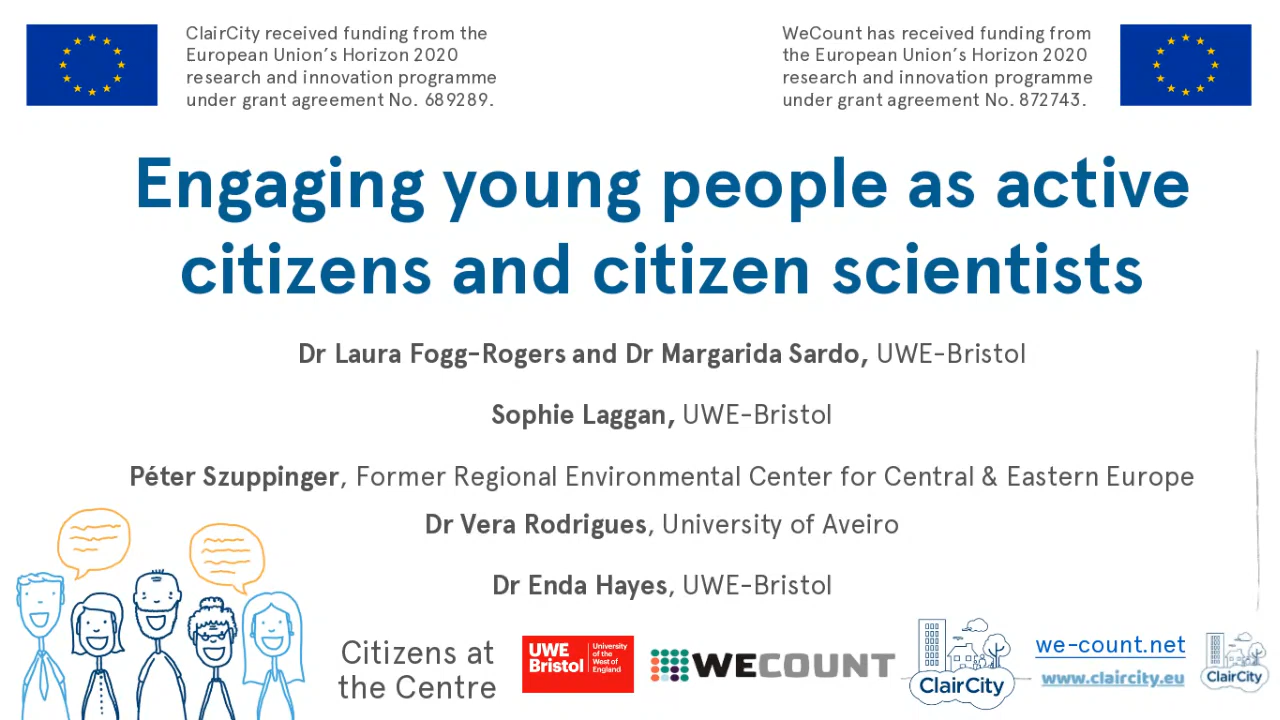 ClairCity received funding from the
European Union's Horizon 2020
research and innovation programme
under grant agreement No. 689289.
WeCount has received funding from
the European Union's Horizon 2020
research and innovation programme
under grant agreement No. 872743.
Engaging young people as active
citizens and citizen scientists
Dr Laura Fogg-Rogers and Dr Margarida Sardo, UWE-Bristol
Sophie Laggan, UWE-Bristol
Péter Szuppinger, Former Regional Environmental Center for Central & Eastern Europe
Dr Vera Rodrigues, University of Aveiro
Dr Enda Hayes, UWE-Bristol
Citizens at
the Centre
UWE
Bristol
University
of the
West of
England
WECOUNT
ClairCity
we-count.net
www.claircity.eu
ClairCity